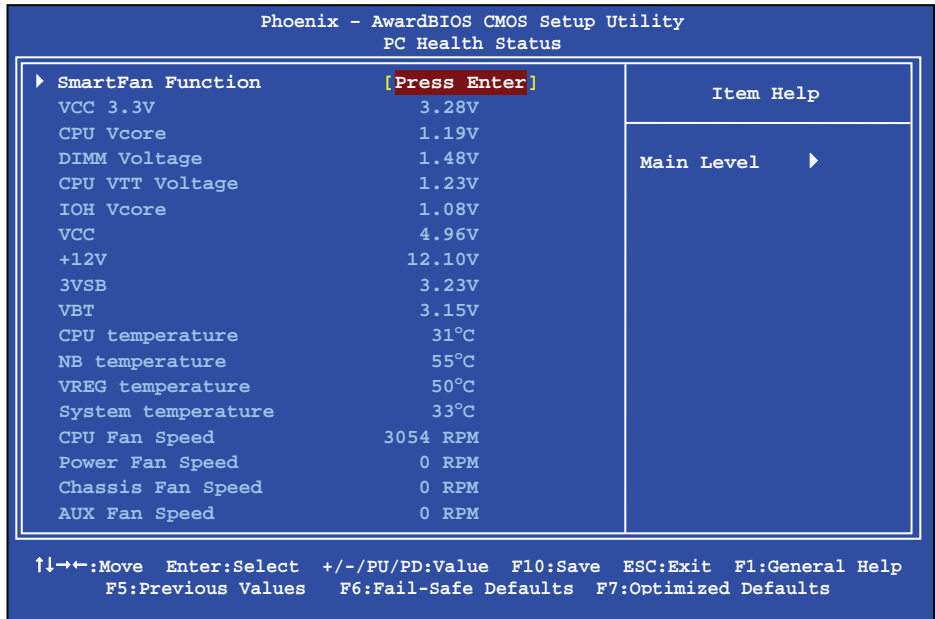 Phoenix – AwardBIOS CMOS Setup Utility
PC Health Status
SmartFan Function [Press Enter]
VCC 3.3V 3.28V
CPU Vcore 1.19V
DIMM Voltage 1.48V
CPU VTT Voltage 1.23V
IOH Vcore 1.08V
VCC 4.96V
+12V 12.10V
3VSB 3.23V
VBT 3.15V
CPU temperature 31°C
NB temperature 55°C
VREG temperature 50°C
System temperature 33°C
CPU Fan Speed 3054 RPM
Power Fan Speed 0 RPM
Chassis Fan Speed 0 RPM
AUX Fan Speed 0 RPM
Item Help
Main Level
↑↓→←:Move Enter:Select +/-/PU/PD:Value F10:Save ESC:Exit F1:General Help
F5:Previous Values F6:Fail-Safe Defaults F7:Optimized Defaults